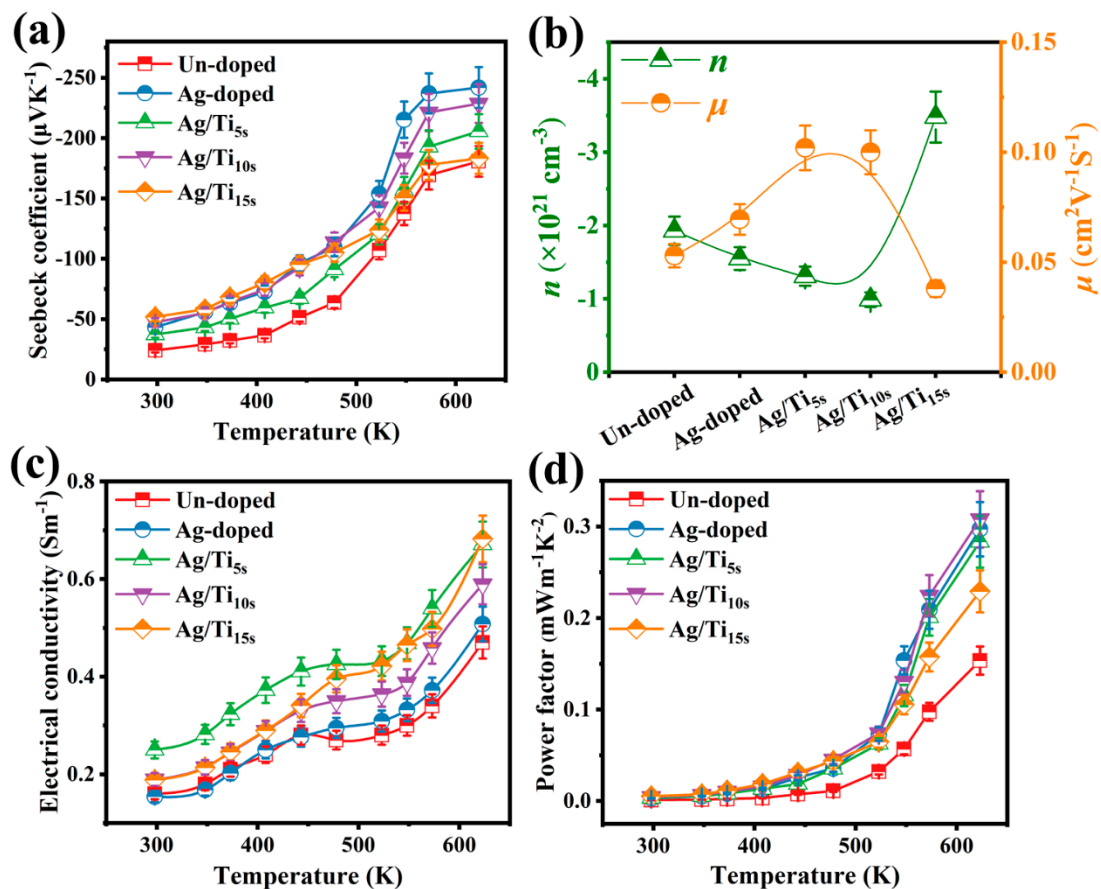 (a)
Seebeck coefficient (μVK⁻¹)
-250
-200
-150
-100
-50
0
Un-doped
Ag-doped
Ag/Ti₅ₛ
Ag/Ti₁₀ₛ
Ag/Ti₁₅ₛ
300 400 500 600
Temperature (K)
(b)
n (×10²¹ cm⁻³)
-4
-3
-2
-1
0
n
μ
0.15
0.10
0.05
0.00
μ (cm²V⁻¹S⁻¹)
Un-doped
Ag-doped
Ag/Ti₅ₛ
Ag/Ti₁₀ₛ
Ag/Ti₁₅ₛ
(c)
Electrical conductivity (Sm⁻¹)
0.8
0.6
0.4
0.2
Un-doped
Ag-doped
Ag/Ti₅ₛ
Ag/Ti₁₀ₛ
Ag/Ti₁₅ₛ
300 400 500 600
Temperature (K)
(d)
Power factor (mWm⁻¹K⁻²)
0.3
0.2
0.1
0.0
Un-doped
Ag-doped
Ag/Ti₅ₛ
Ag/Ti₁₀ₛ
Ag/Ti₁₅ₛ
300 400 500 600
Temperature (K)